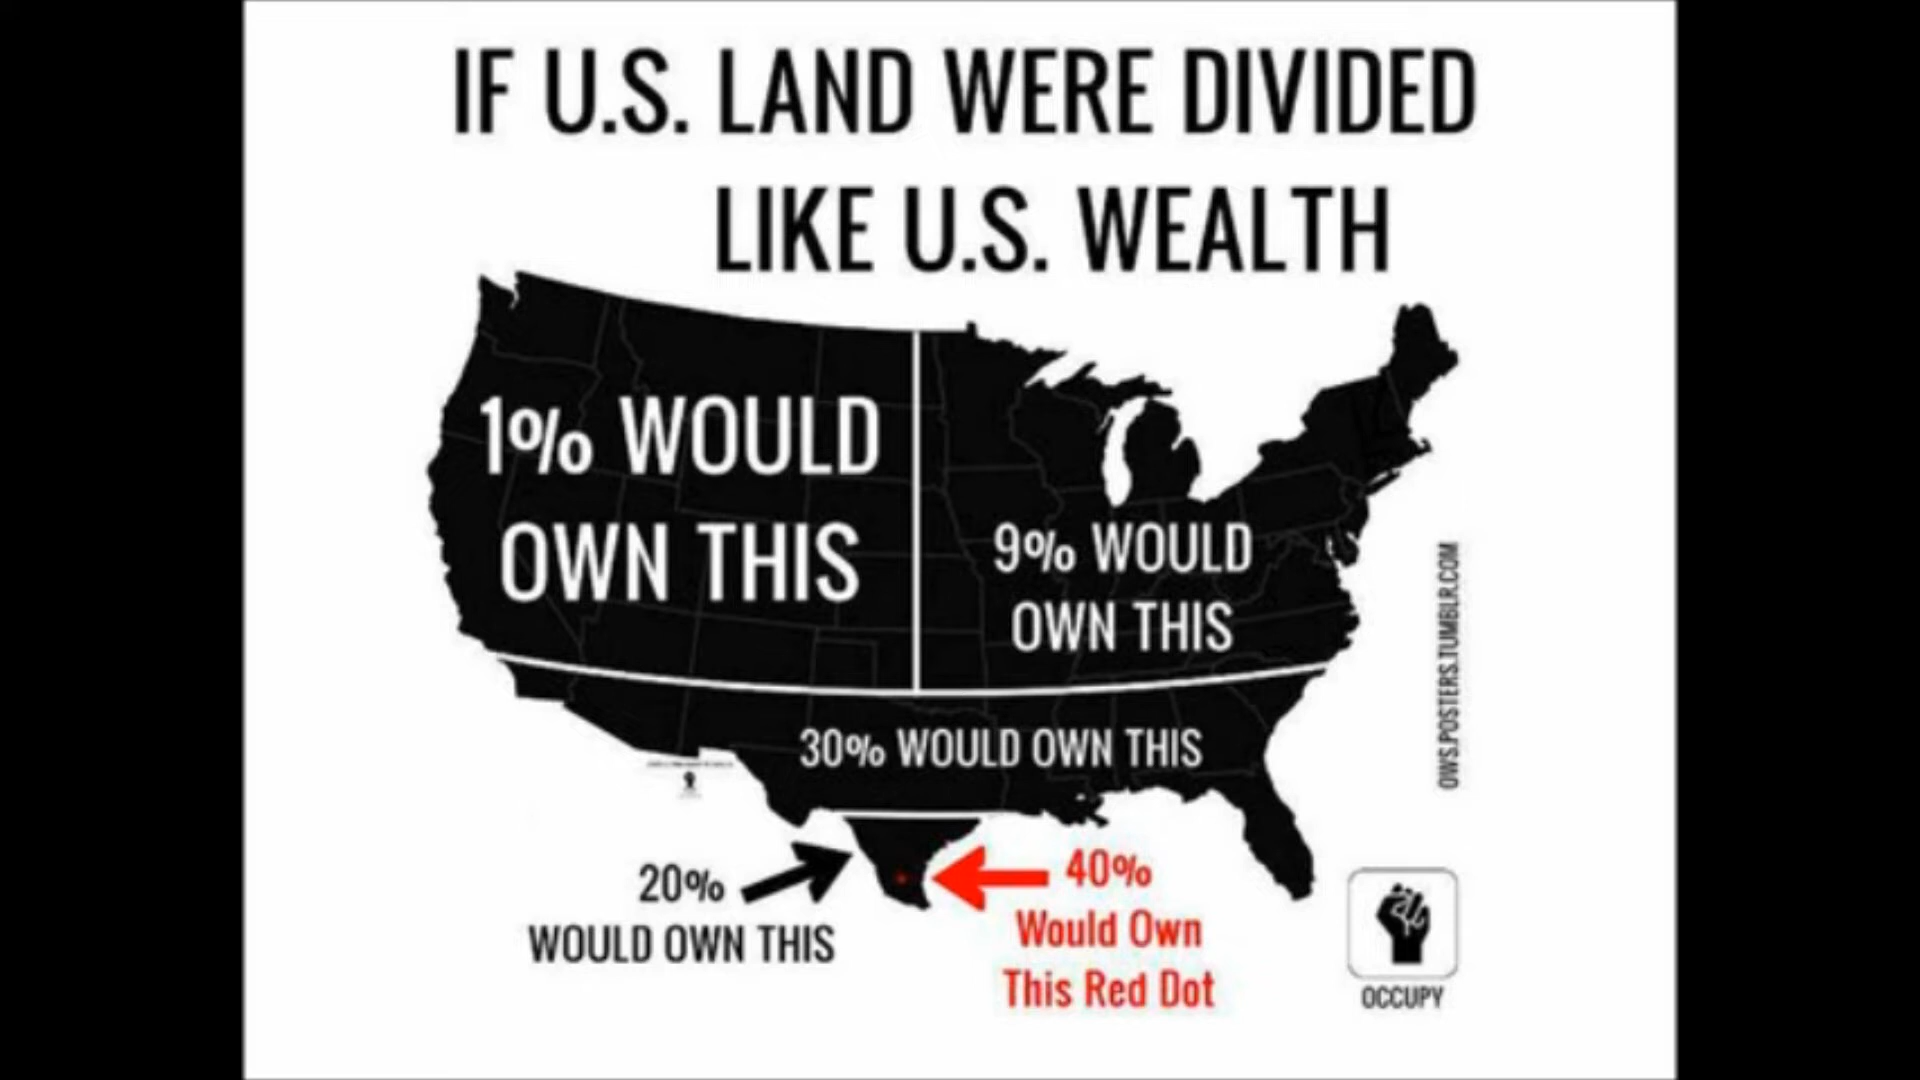 IF U.S. LAND WERE DIVIDED
LIKE U.S. WEALTH
1% WOULD
OWN THIS
9% WOULD
OWN THIS
30% WOULD OWN THIS
20%
WOULD OWN THIS
40%
Would Own
This Red Dot
OWS.POSTERS.TUMBLR.COM
OCCUPY